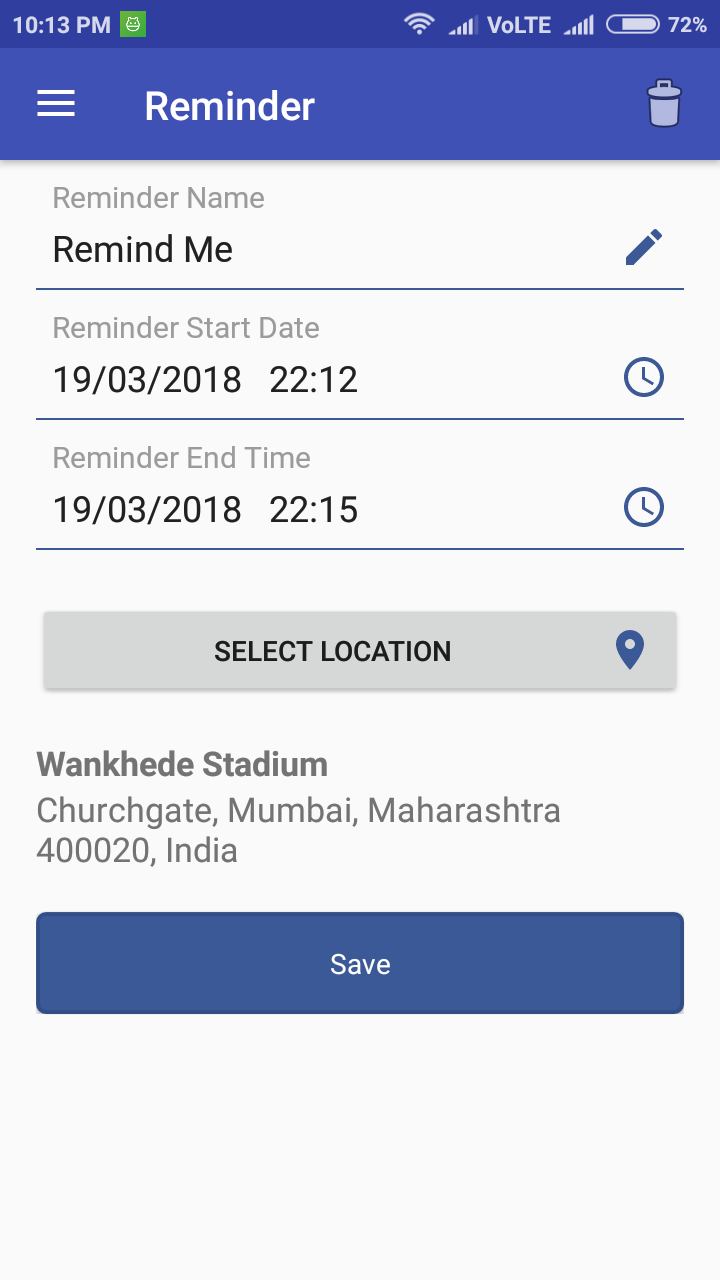 10:13 PM VoLTE 72%
Reminder
Reminder Name
Remind Me
Reminder Start Date
19/03/2018 22:12
Reminder End Time
19/03/2018 22:15
SELECT LOCATION
Wankhede Stadium
Churchgate, Mumbai, Maharashtra
400020, India
Save